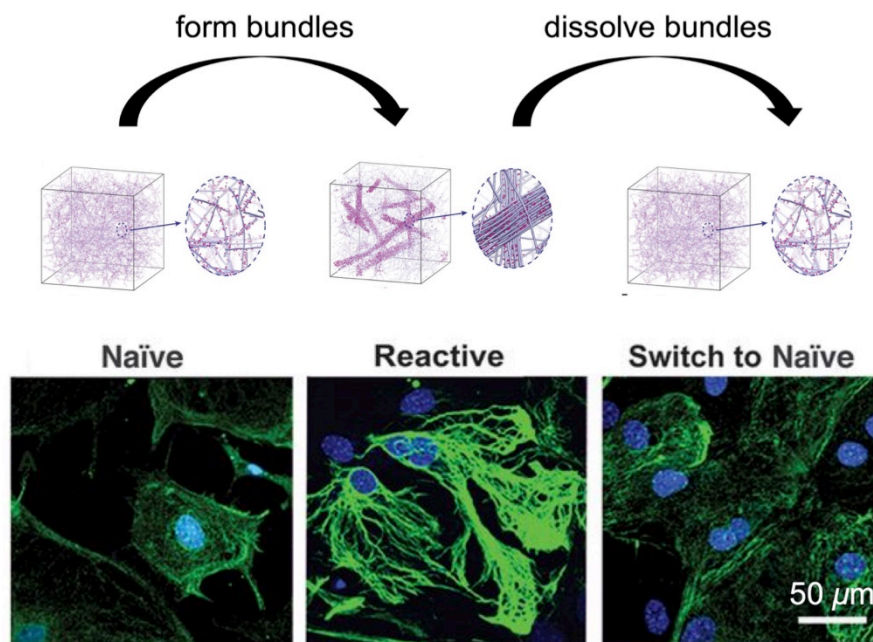 form bundles
dissolve bundles
Naïve
Reactive
Switch to Naïve
50 µm